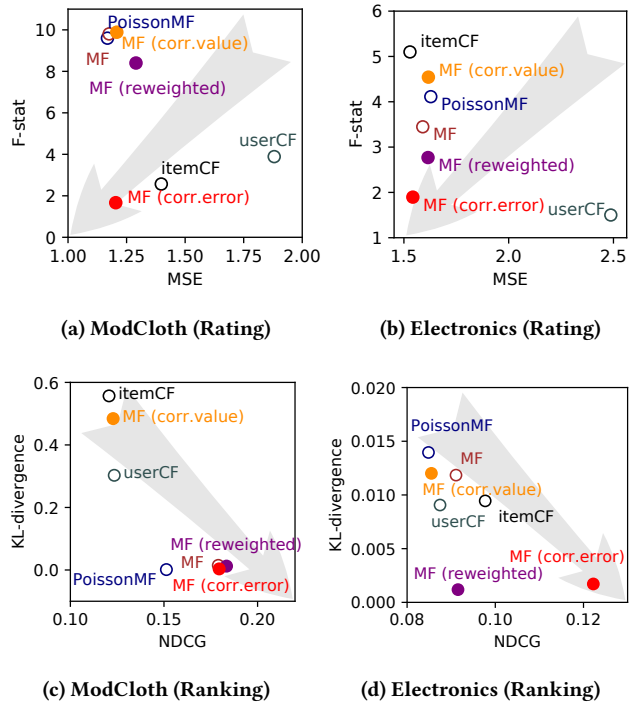 10
8
6
4
2
0
F-stat
PoissonMF
MF (corr.value)
MF
MF (reweighted)
itemCF
userCF
MF (corr.error)
1.00
1.25
1.50
1.75
2.00
MSE
(a) ModCloth (Rating)
6
5
4
3
2
1
F-stat
itemCF
MF (corr.value)
PoissonMF
MF
MF (reweighted)
MF (corr.error)
userCF
1.5
2.0
2.5
MSE
(b) Electronics (Rating)
0.6
0.4
0.2
0.0
KL-divergence
itemCF
MF (corr.value)
userCF
MF (reweighted)
MF
PoissonMF
MF (corr.error)
0.10
0.15
0.20
NDCG
(c) ModCloth (Ranking)
0.020
0.015
0.010
0.005
0.000
KL-divergence
PoissonMF
MF
MF (corr.value)
userCF
itemCF
MF (corr.error)
MF (reweighted)
0.08
0.10
0.12
NDCG
(d) Electronics (Ranking)